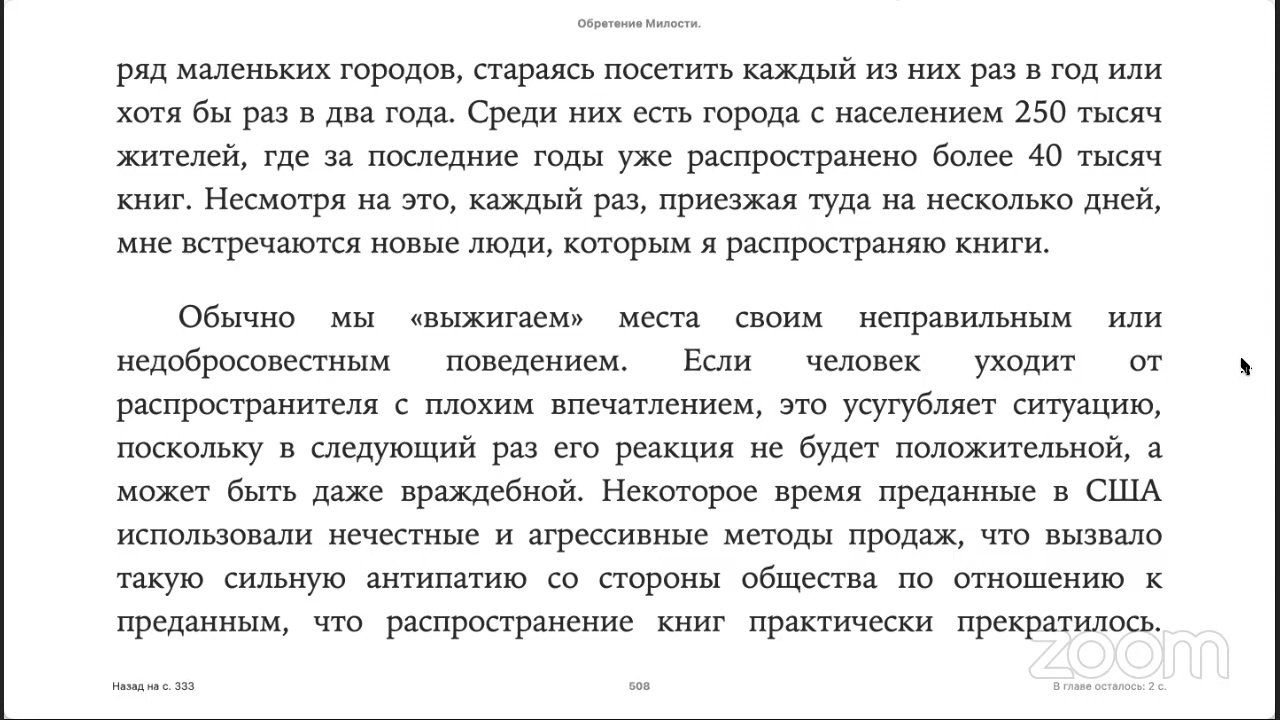 Обретение Милости.
ряд маленьких городов, стараясь посетить каждый из них раз в год или
хотя бы раз в два года. Среди них есть города с населением 250 тысяч
жителей, где за последние годы уже распространено более 40 тысяч
книг. Несмотря на это, каждый раз, приезжая туда на несколько дней,
мне встречаются новые люди, которым я распространяю книги.
Обычно мы «выжигаем» места своим неправильным или
недобросовестным поведением. Если человек уходит от
распространителя с плохим впечатлением, это усугубляет ситуацию,
поскольку в следующий раз его реакция не будет положительной, а
может быть даже враждебной. Некоторое время преданные в США
использовали нечестные и агрессивные методы продаж, что вызвало
такую сильную антипатию со стороны общества по отношению к
преданным, что распространение книг практически прекратилось.
zoom
Назад на с. 333
508
В главе осталось: 2 с.